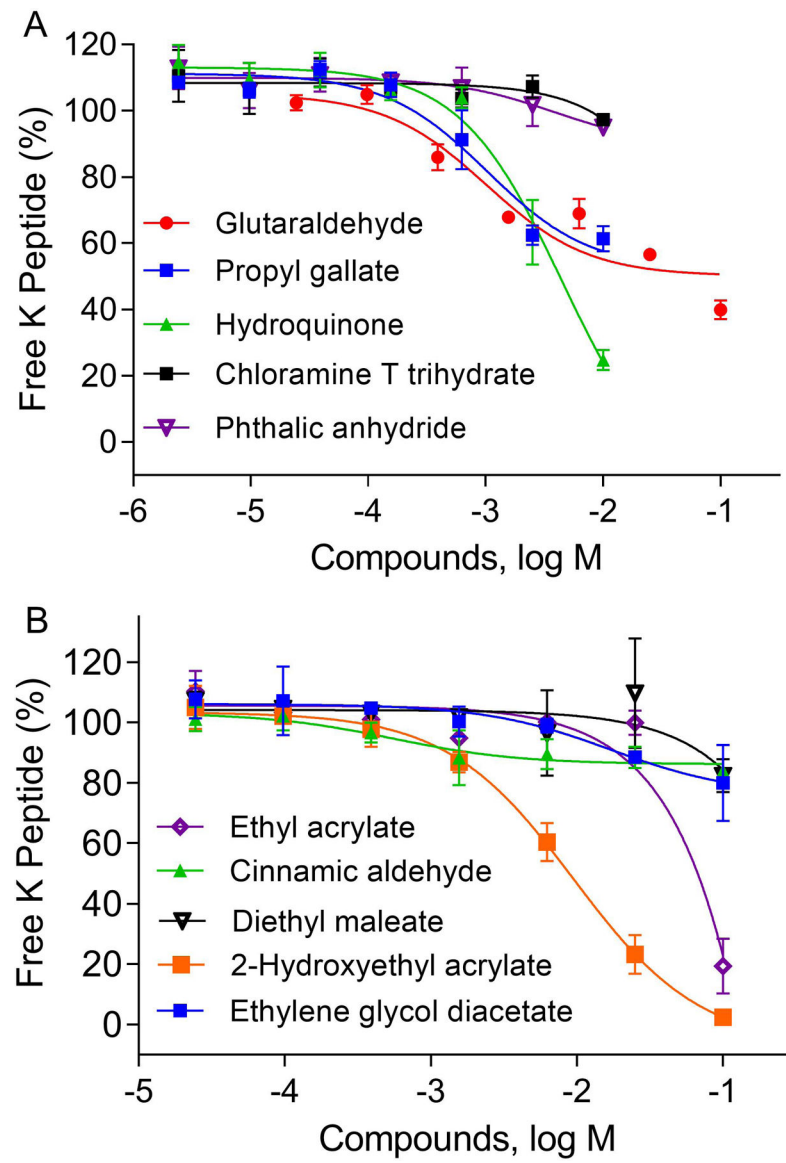 A
120
100
80
60
40
20
0
Free K Peptide (%)
Glutaraldehyde
Propyl gallate
Hydroquinone
Chloramine T trihydrate
Phthalic anhydride
-6 -5 -4 -3 -2 -1
Compounds, log M
B
120
100
80
60
40
20
0
Free K Peptide (%)
Ethyl acrylate
Cinnamic aldehyde
Diethyl maleate
2-Hydroxyethyl acrylate
Ethylene glycol diacetate
-5 -4 -3 -2 -1
Compounds, log M